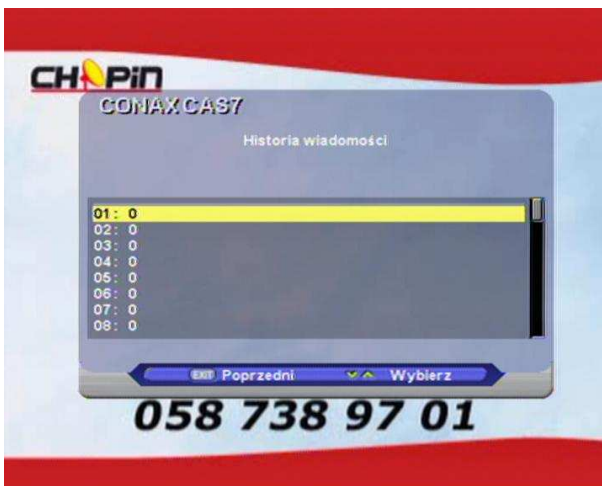 CHOPiN
CONAX CAS7
Historia wiadomości
01: 0
02: 0
03: 0
04: 0
05: 0
06: 0
07: 0
08: 0
EXIT Poprzedni Wybierz
058 738 97 01